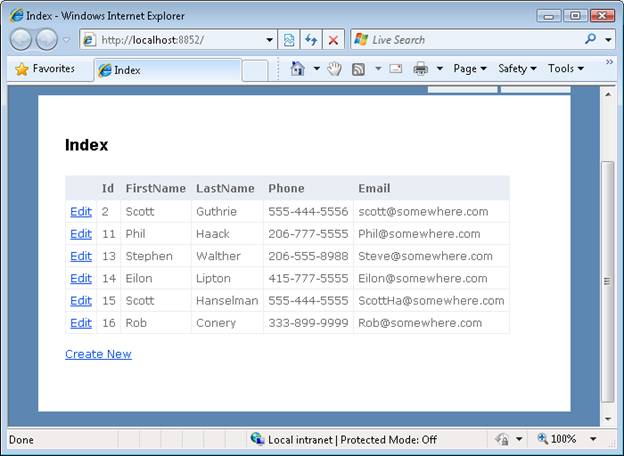 Index - Windows Internet Explorer
http://localhost:8852/
Live Search
Favorites Index Page Safety Tools »
Index
Id FirstName LastName Phone Email
Edit 2 Scott Guthrie 555-444-5556 scott@somewhere.com
Edit 11 Phil Haack 206-777-5555 Phil@somewhere.com
Edit 13 Stephen Walther 206-555-8988 Steve@somewhere.com
Edit 14 Eilon Lipton 415-777-5555 Eilon@somewhere.com
Edit 15 Scott Hanselman 555-444-5555 ScottHa@somewhere.com
Edit 16 Rob Conery 333-899-9999 Rob@somewhere.com
Create New
Done Local intranet | Protected Mode: Off 100%